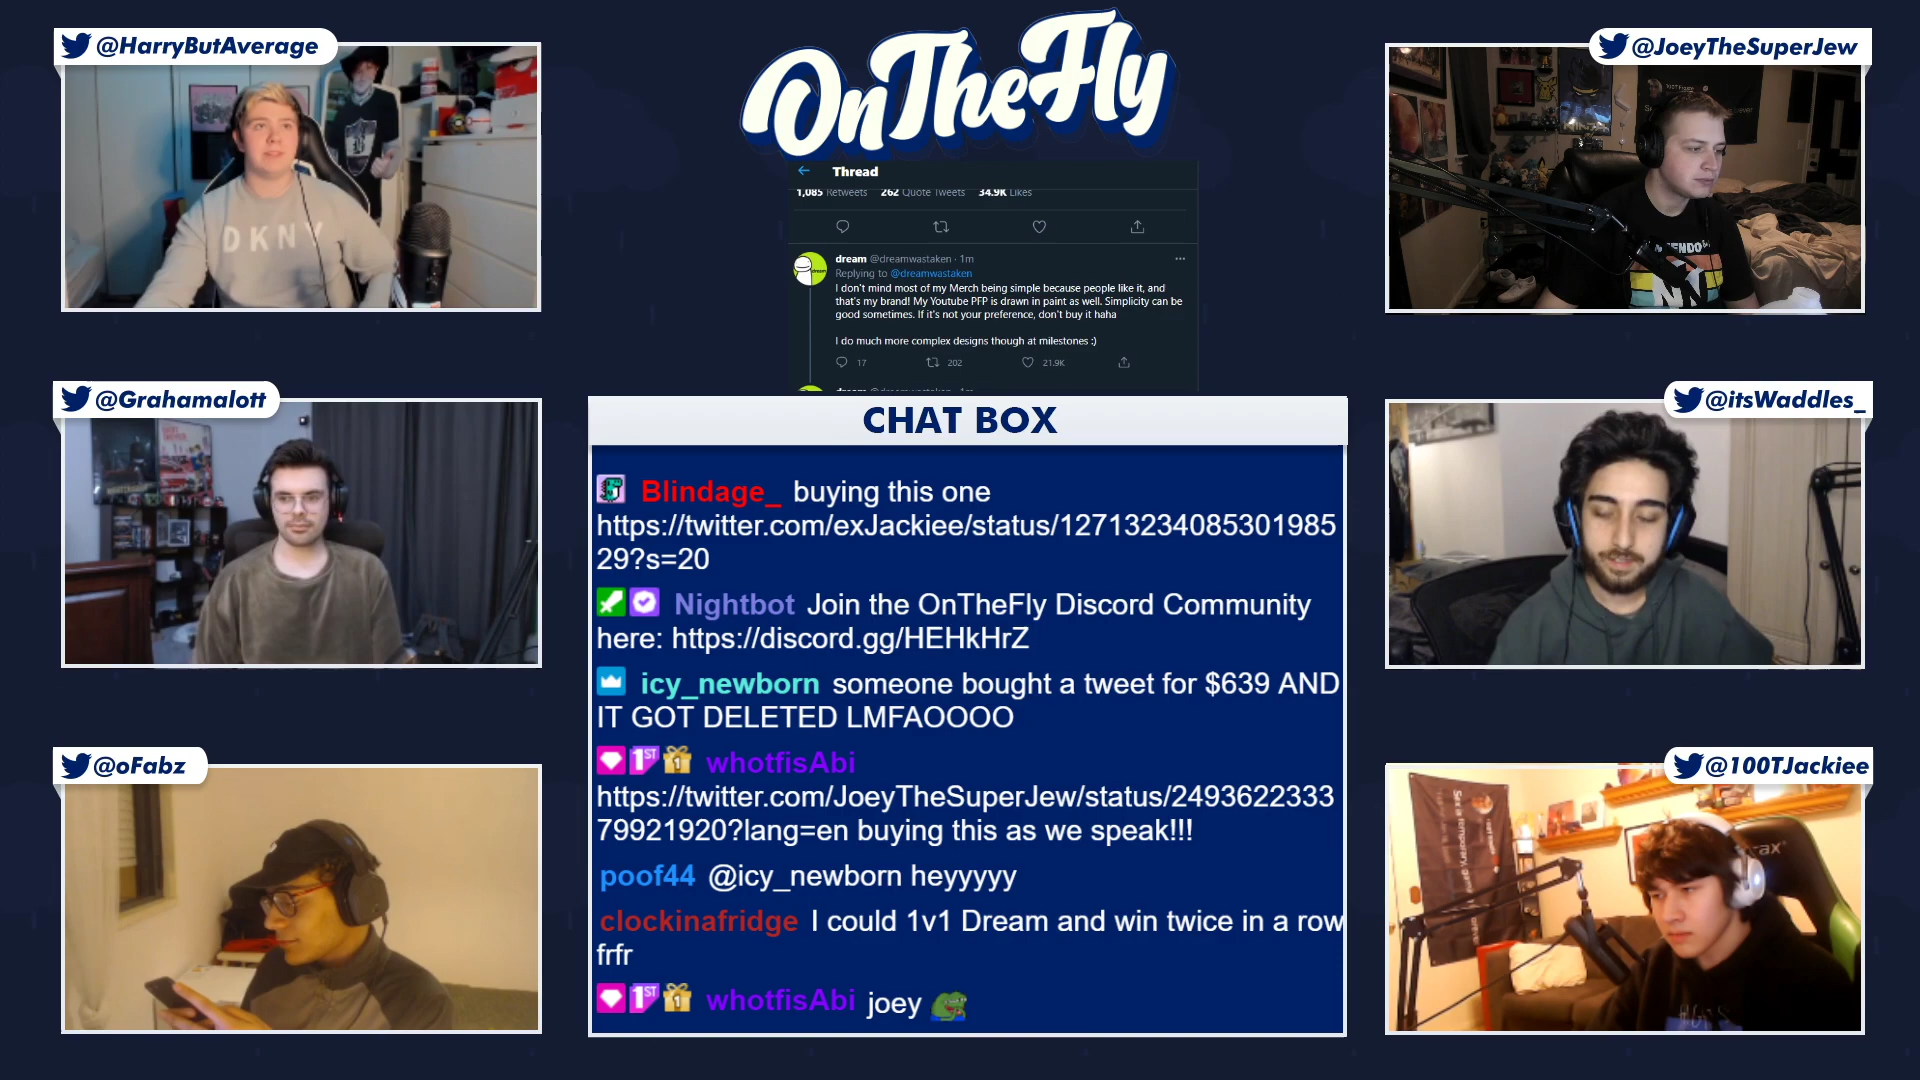 @HarryButAverage
DKNY
OnTheFly
@JoeyTheSuperJew
Thread
1,085 Retweets 262 Quote Tweets 34.9K Likes
dream @dreamwastaken · 1m
Replying to @dreamwastaken
I don't mind most of my Merch being simple because people like it, and
that's my brand! My Youtube PFP is drawn in paint as well. Simplicity can be
good sometimes. If it's not your preference, don't buy it haha
I do much more complex designs though at milestones :)
17 202 21.9K
@Grahamalott
@itsWaddles_
CHAT BOX
Blindage_ buying this one
https://twitter.com/exJackiee/status/12713234085301985
29?s=20
Nightbot Join the OnTheFly Discord Community
here: https://discord.gg/HEHkHrZ
icy_newborn someone bought a tweet for $639 AND
IT GOT DELETED LMFAOOOO
1ST 1 whotfisAbi
https://twitter.com/JoeyTheSuperJew/status/2493622333
79921920?lang=en buying this as we speak!!!
poof44 @icy_newborn heyyyyy
clockinafridge I could 1v1 Dream and win twice in a row
frfr
1ST 1 whotfisAbi joey
@oFabz
@100TJackiee